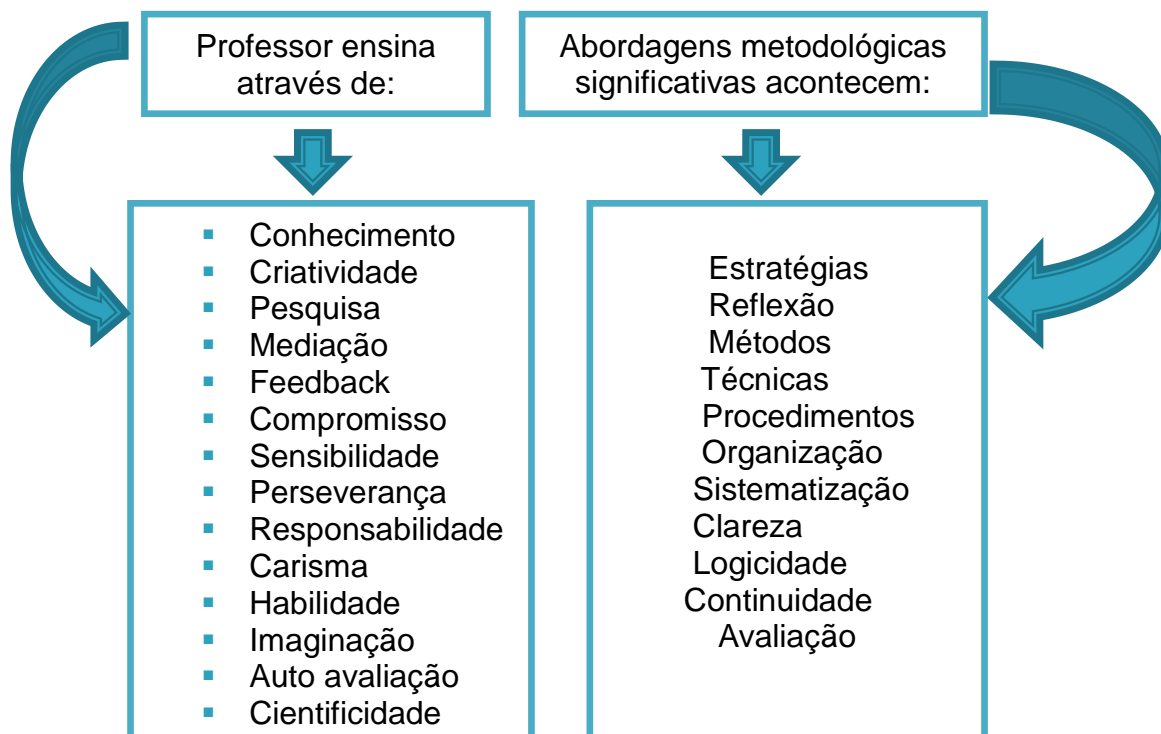 Professor ensina
através de:
Abordagens metodológicas
significativas acontecem:
Conhecimento
Criatividade
Pesquisa
Mediação
Feedback
Compromisso
Sensibilidade
Perseverança
Responsabilidade
Carisma
Habilidade
Imaginação
Auto avaliação
Cientificidade
Estratégias
Reflexão
Métodos
Técnicas
Procedimentos
Organização
Sistematização
Clareza
Logicidade
Continuidade
Avaliação